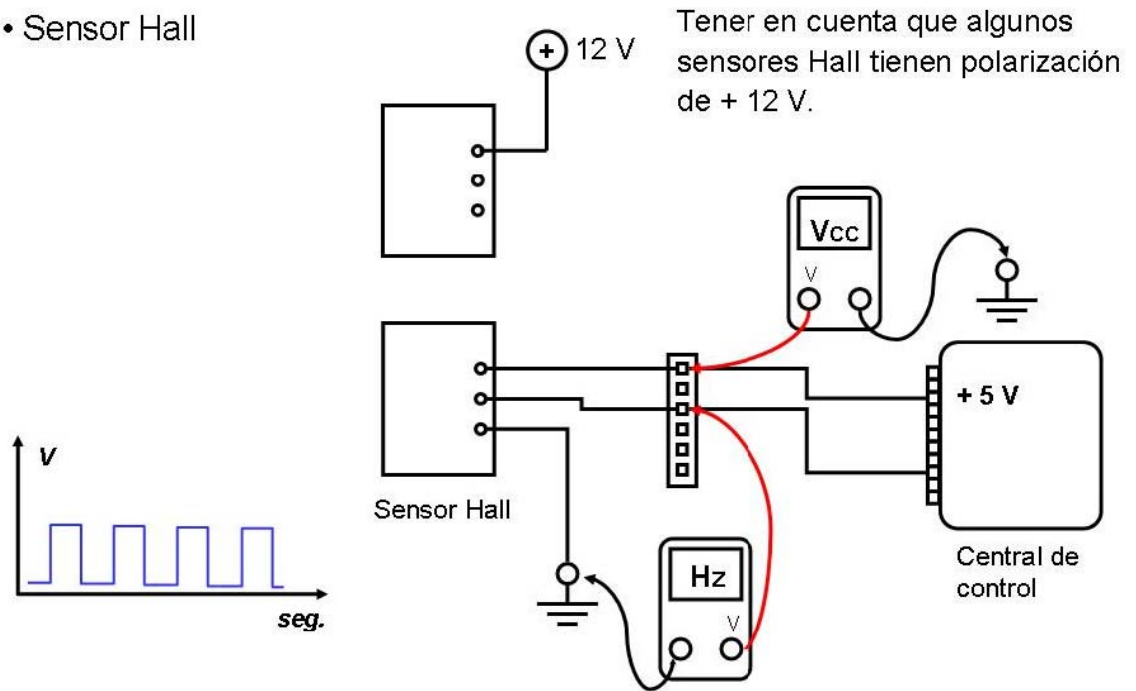 • Sensor Hall
12 V
Tener en cuenta que algunos
sensores Hall tienen polarización
de + 12 V.
+
Vcc
V
+ 5 V
Sensor Hall
Central de
control
Hz
V
V
seg.